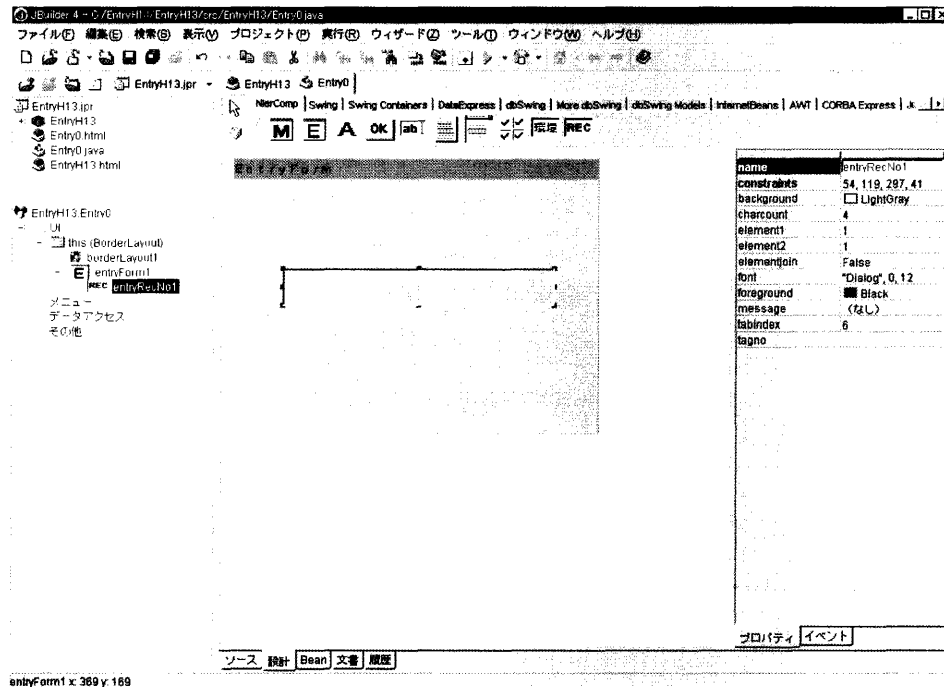 JBuilder 4 - C:/EntryH13/EntryH13/src/EntryH13/Entry0.java
ファイル(F) 編集(E) 検索(S) 表示(V) プロジェクト(P) 実行(R) ウィザード(Z) ツール(T) ウィンドウ(W) ヘルプ(H)
EntryH13.jpr
EntryH13 Entry0
EntryH13.jpr
EntryH13
Entry0.html
Entry0.java
EntryH13.html
NierComp Swing Swing Containers DataExpress dbSwing More dbSwing dbSwing Models InternetBeans AWT CORBA Express
M E A OK ab 環境 REC
EntryForm
EntryH13.Entry0
UI
this (BorderLayout)
borderLayout1
E entryForm1
REC entryRecNo1
メニュー
データアクセス
その他
name entryRecNo1
constraints 54, 119, 297, 41
background LightGray
charcount 4
element1 1
element2 1
elementjoin False
font "Dialog", 0, 12
foreground Black
message (なし)
tabindex 6
tagno
プロパティ イベント
ソース 設計 Bean 文書 履歴
entryForm1 x: 369 y: 169